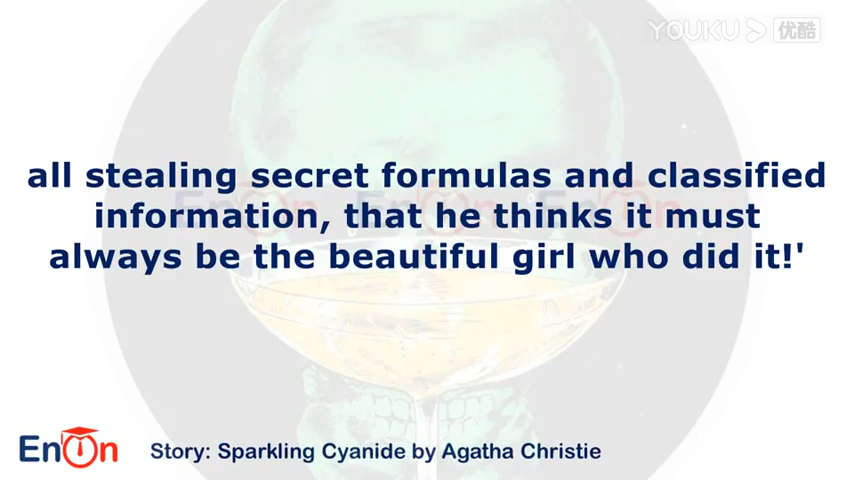 YOUKU 优酷
all stealing secret formulas and classified
information, that he thinks it must
always be the beautiful girl who did it!'
EnOn
Story: Sparkling Cyanide by Agatha Christie